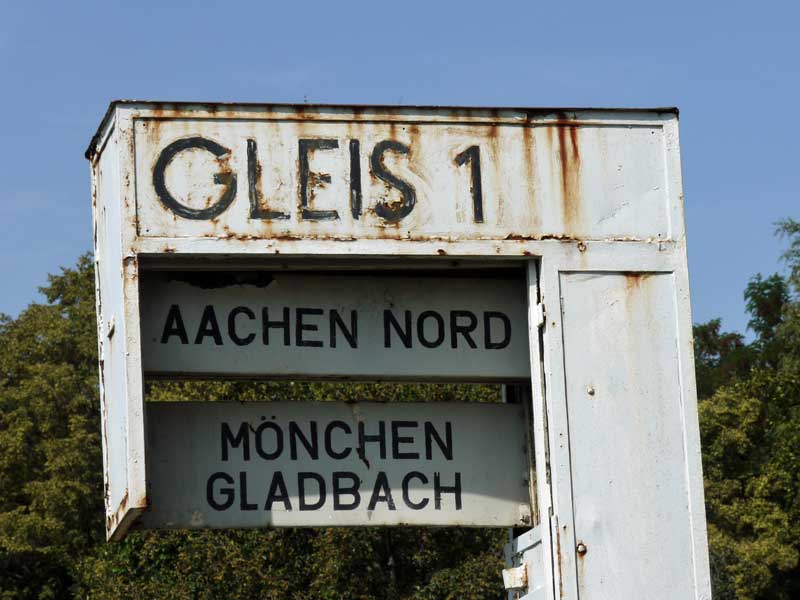 GLEIS 1
AACHEN NORD
MÖNCHEN
GLADBACH